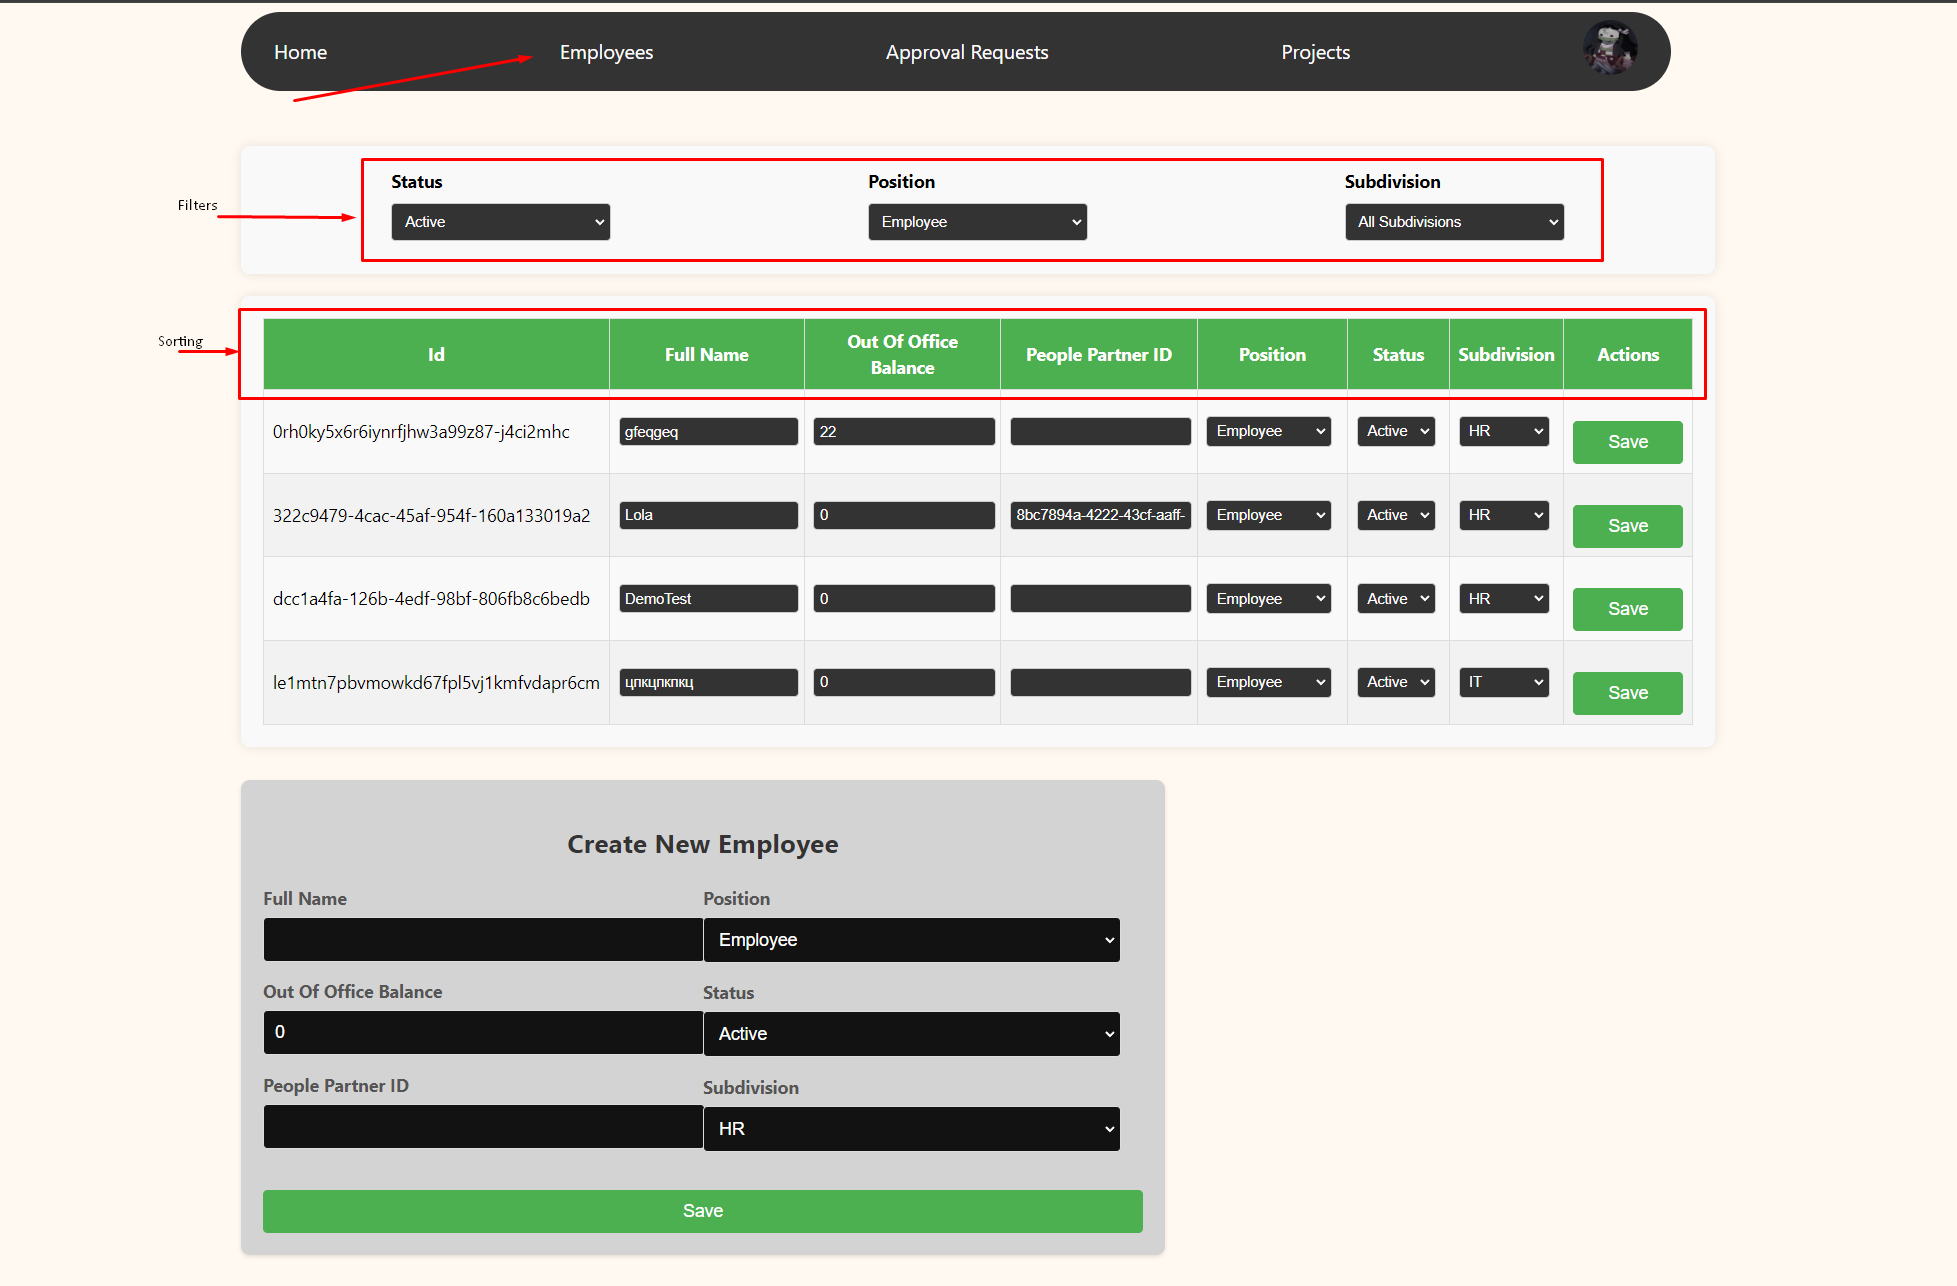 Home Employees Approval Requests Projects
Status Position Subdivision
Filters
Active Employee All Subdivisions
Sorting
Id Full Name Out Of Office Balance People Partner ID Position Status Subdivision Actions
0rh0ky5x6r6iynrfjhw3a99z87-j4ci2mhc gfeqgeq 22 Employee Active HR Save
322c9479-4cac-45af-954f-160a133019a2 Lola 0 8bc7894a-4222-43cf-aaff- Employee Active HR Save
dcc1a4fa-126b-4edf-98bf-806fb8c6bedb DemoTest 0 Employee Active HR Save
le1mtn7pbvmowkd67fpl5vj1kmfvdapr6cm цпкцпкпкц 0 Employee Active IT Save
Create New Employee
Full Name Position
Employee
Out Of Office Balance Status
0 Active
People Partner ID Subdivision
HR
Save